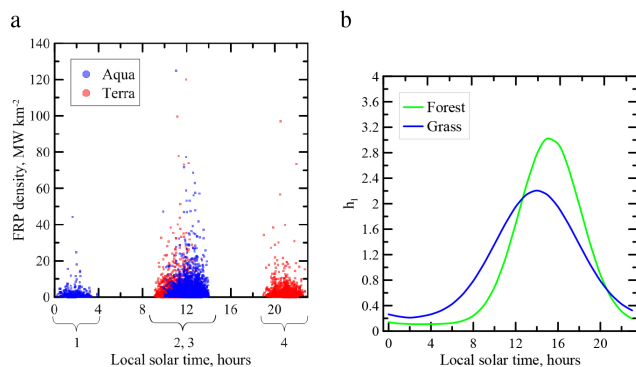 a
140
120
100
80
60
40
20
0
FRP density, MW km-2
Aqua
Terra
0 4 8 12 16 20
1 2, 3 4
Local solar time, hours
b
4
3.6
3.2
2.8
2.4
2
1.6
1.2
0.8
0.4
0
hl
Forest
Grass
0 4 8 12 16 20
Local solar time, hours